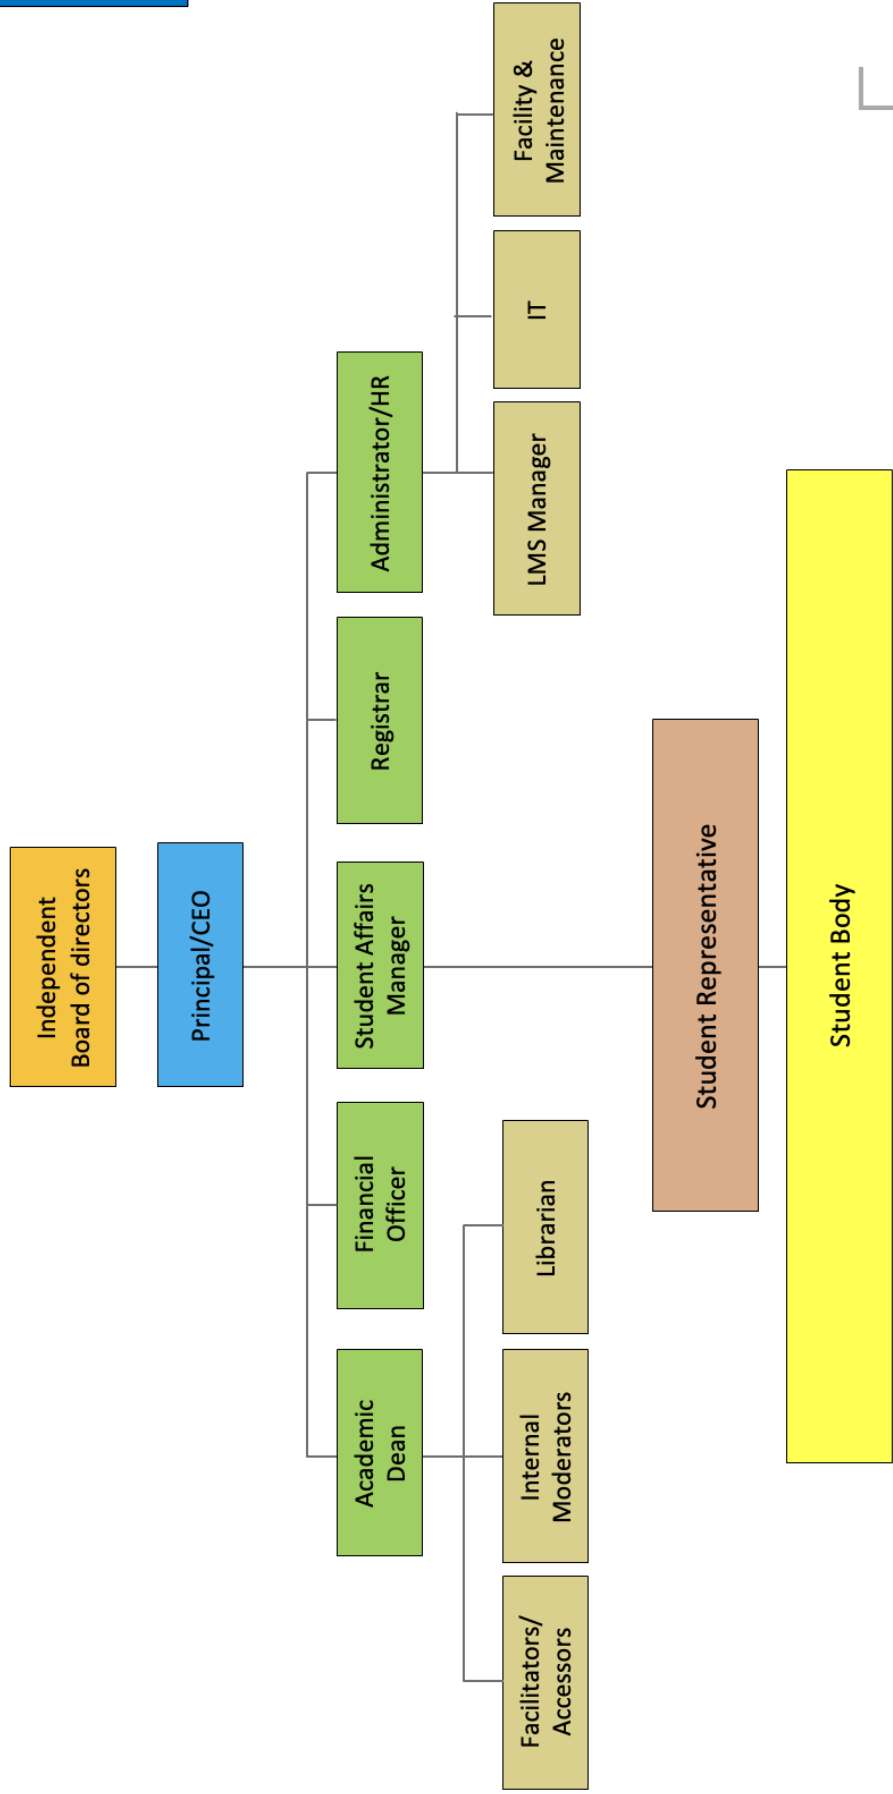 Independent
Board of directors
Principal/CEO
Academic
Dean
Financial
Officer
Student Affairs
Manager
Registrar
Administrator/HR
Facilitators/
Accessors
Internal
Moderators
Librarian
LMS Manager
IT
Facility &
Maintenance
Student Representative
Student Body